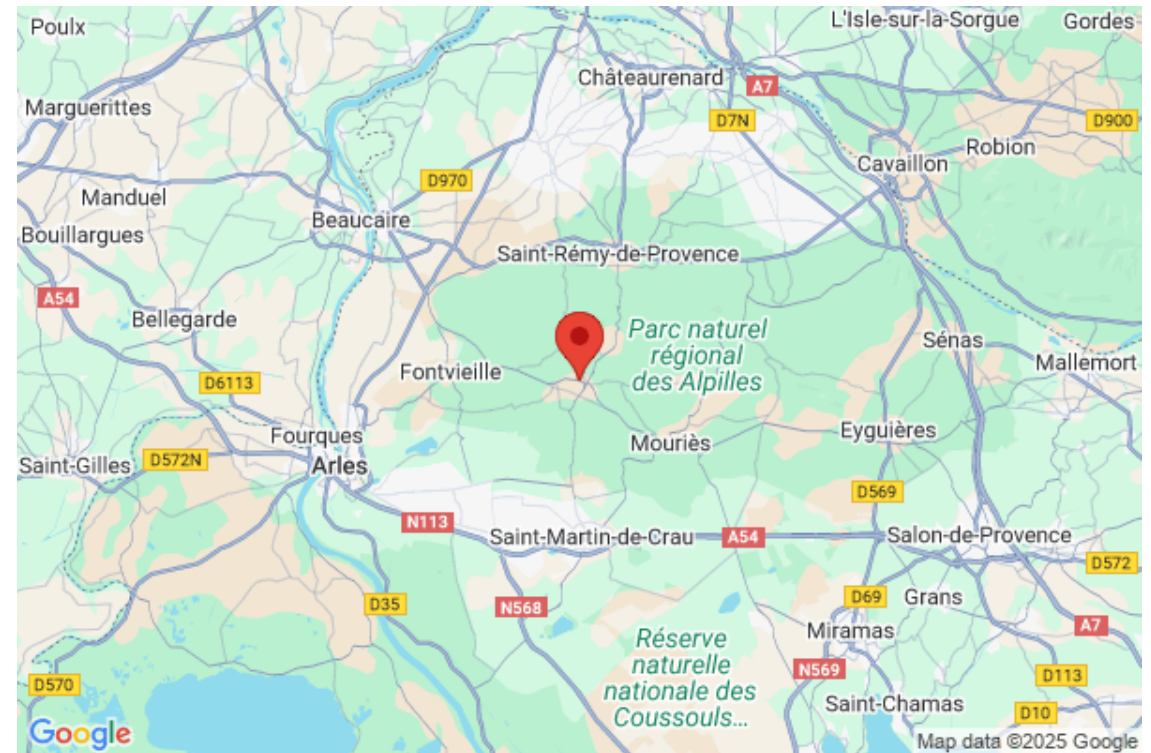 Poulx
L'Isle-sur-la-Sorgue
Gordes
Châteaurenard
A7
Marguerittes
D7N
D900
Robion
Cavaillon
D970
Manduel
Beaucaire
Bouillargues
Saint-Rémy-de-Provence
A54
Bellegarde
Parc naturel
régional
des Alpilles
Sénas
Mallemort
Fontvieille
D6113
Fourques
Mouriès
Eyguières
Saint-Gilles
D572N
Arles
D569
N113
Saint-Martin-de-Crau
A54
Salon-de-Provence
D572
D35
N568
D69
Grans
A7
Miramas
Réserve
naturelle
nationale des
Coussouls...
N569
D113
D570
Saint-Chamas
D10
Google
Map data ©2025 Google